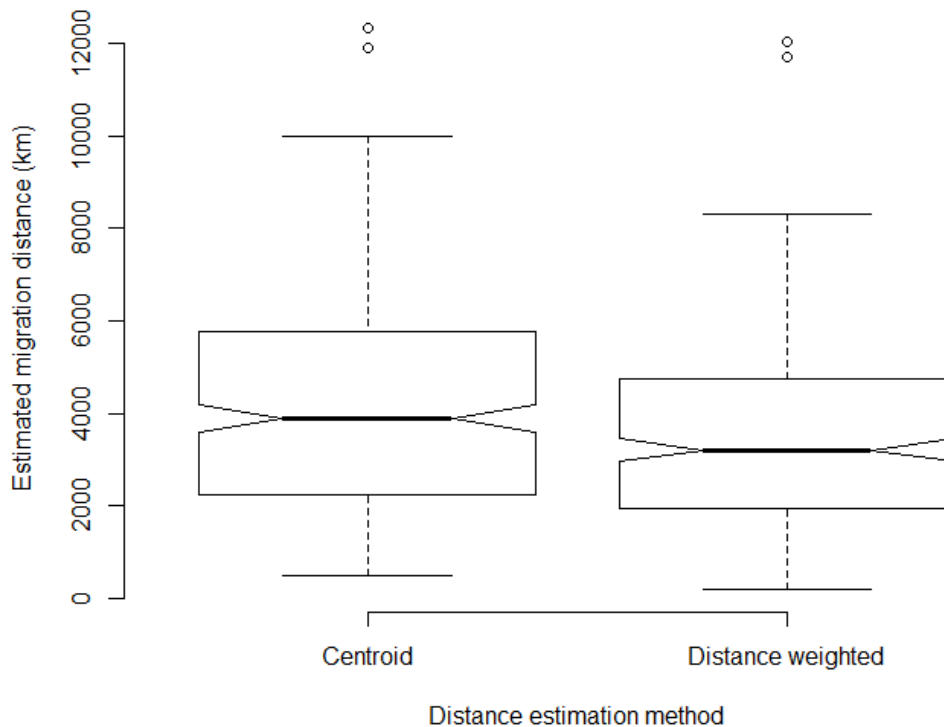 Estimated migration distance (km)
12000
10000
8000
6000
4000
2000
0
Centroid
Distance weighted
Distance estimation method